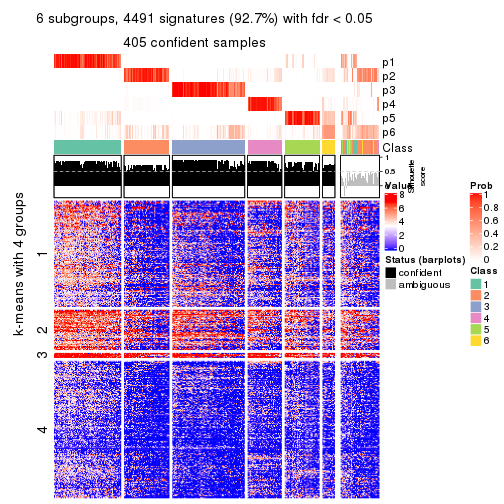 6 subgroups, 4491 signatures (92.7%) with fdr < 0.05
405 confident samples
p1
p2
p3
p4
p5
p6
Class
1
0.5
0
Silhouette
score
k-means with 4 groups
1
2
3
4
Value
8
6
4
2
0
Status (barplots)
confident
ambiguous
Prob
1
0.8
0.6
0.4
0.2
0
Class
1
2
3
4
5
6